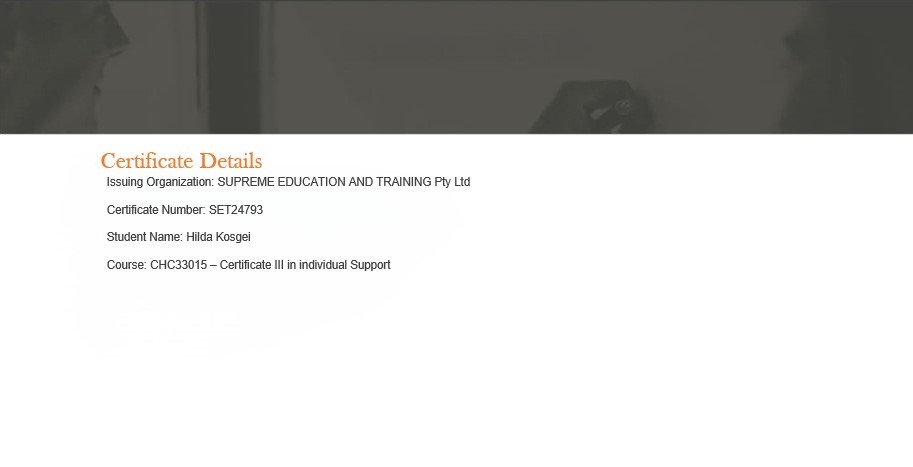 Certificate Details
Issuing Organization: SUPREME EDUCATION AND TRAINING Pty Ltd
Certificate Number: SET24793
Student Name: Hilda Kosgei
Course: CHC33015 – Certificate III in individual Support